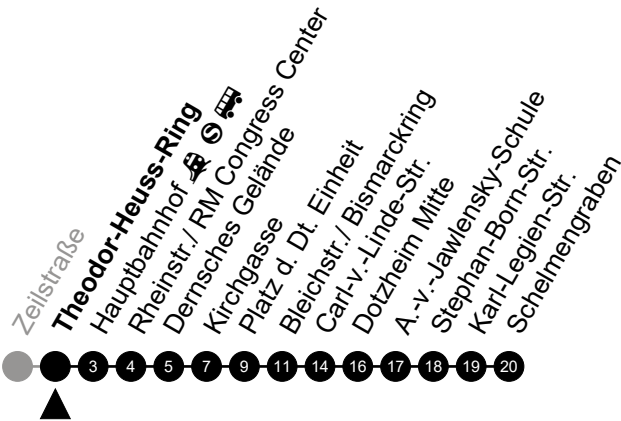 Zeilstraße
Theodor-Heuss-Ring
Hauptbahnhof S
Rheinstr./ RM Congress Center
Dernsches Gelände
Kirchgasse
Platz d. Dt. Einheit
Bleichstr./ Bismarckring
Carl-v.-Linde-Str.
Dotzheim Mitte
A.-v.-Jawlensky-Schule
Stephan-Born-Str.
Karl-Legien-Str.
Schelmengraben
3 4 5 7 9 11 14 16 17 18 19 20